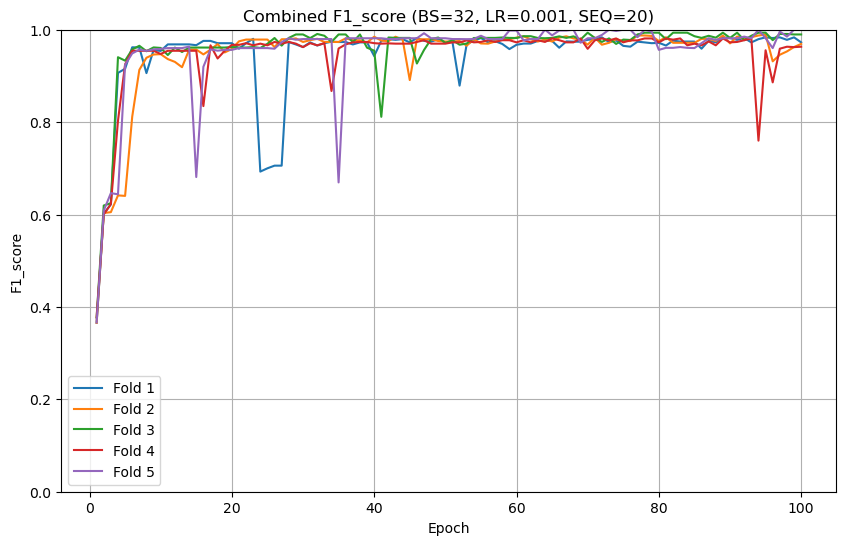 Combined F1_score (BS=32, LR=0.001, SEQ=20)
F1_score
1.0
0.8
0.6
0.4
0.2
0.0
Fold 1
Fold 2
Fold 3
Fold 4
Fold 5
0 20 40 60 80 100
Epoch